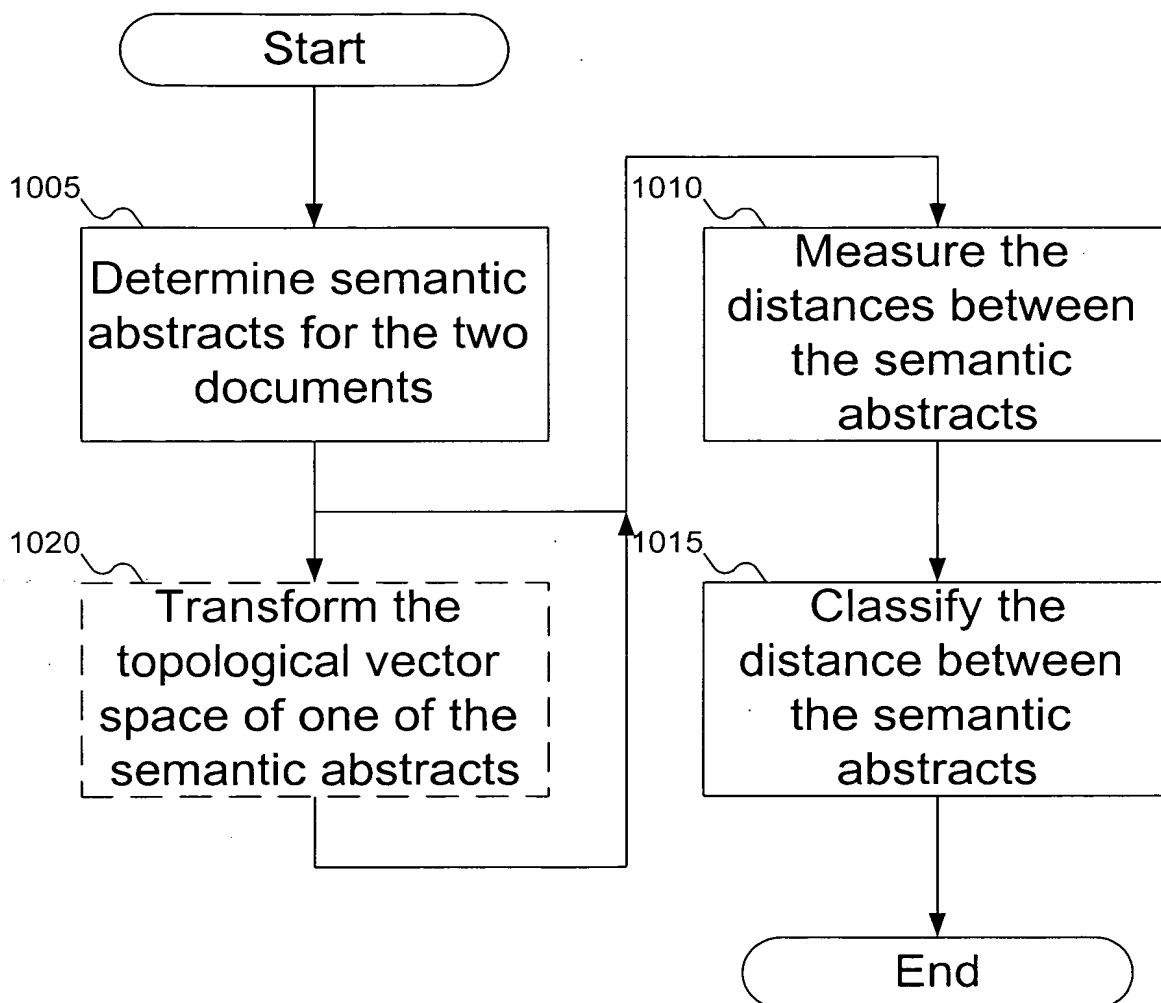 Start
1005
Determine semantic
abstracts for the two
documents
1020
Transform the
topological vector
space of one of the
semantic abstracts
1010
Measure the
distances between
the semantic
abstracts
1015
Classify the
distance between
the semantic
abstracts
End